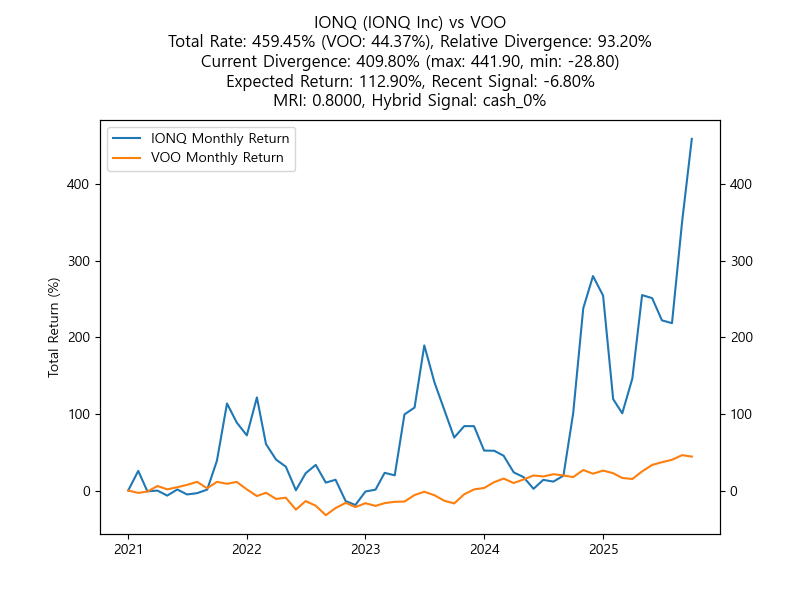 IONQ (IONQ Inc) vs VOO
Total Rate: 459.45% (VOO: 44.37%), Relative Divergence: 93.20%
Current Divergence: 409.80% (max: 441.90, min: -28.80)
Expected Return: 112.90%, Recent Signal: -6.80%
MRI: 0.8000, Hybrid Signal: cash_0%
IONQ Monthly Return
VOO Monthly Return
Total Return (%)
400
300
200
100
0
400
300
200
100
0
2021
2022
2023
2024
2025